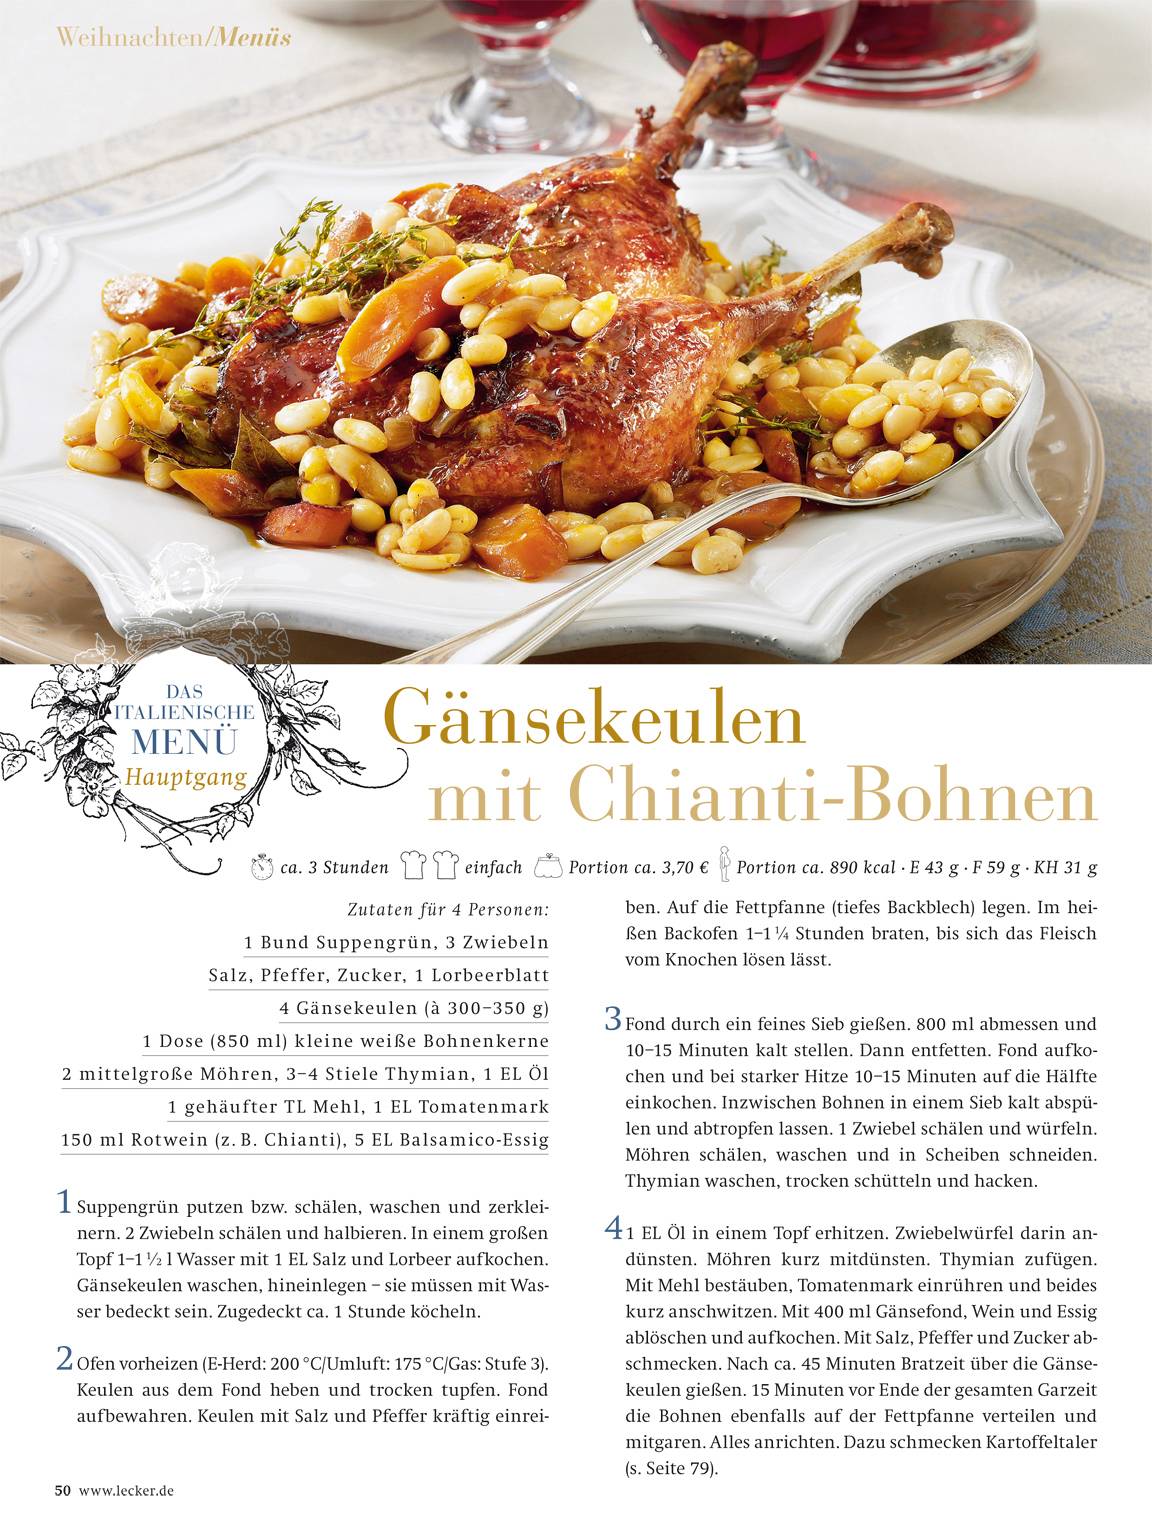 Weihnachten/Menüs
DAS
ITALIENISCHE
MENÜ
Hauptgang
Gänsekeulen
mit Chianti-Bohnen
ca. 3 Stunden einfach Portion ca. 3,70 € Portion ca. 890 kcal · E 43 g · F 59 g · KH 31 g
Zutaten für 4 Personen:
1 Bund Suppengrün, 3 Zwiebeln
Salz, Pfeffer, Zucker, 1 Lorbeerblatt
4 Gänsekeulen (à 300–350 g)
1 Dose (850 ml) kleine weiße Bohnenkerne
2 mittelgroße Möhren, 3–4 Stiele Thymian, 1 EL Öl
1 gehäufter TL Mehl, 1 EL Tomatenmark
150 ml Rotwein (z. B. Chianti), 5 EL Balsamico-Essig
1 Suppengrün putzen bzw. schälen, waschen und zerklei-
nern. 2 Zwiebeln schälen und halbieren. In einem großen
Topf 1–1 ½ l Wasser mit 1 EL Salz und Lorbeer aufkochen.
Gänsekeulen waschen, hineinlegen – sie müssen mit Was-
ser bedeckt sein. Zugedeckt ca. 1 Stunde köcheln.
2 Ofen vorheizen (E-Herd: 200 °C/Umluft: 175 °C/Gas: Stufe 3).
Keulen aus dem Fond heben und trocken tupfen. Fond
aufbewahren. Keulen mit Salz und Pfeffer kräftig einrei-
ben. Auf die Fettpfanne (tiefes Backblech) legen. Im hei-
ßen Backofen 1–1 ¼ Stunden braten, bis sich das Fleisch
vom Knochen lösen lässt.
3 Fond durch ein feines Sieb gießen. 800 ml abmessen und
10–15 Minuten kalt stellen. Dann entfetten. Fond aufko-
chen und bei starker Hitze 10–15 Minuten auf die Hälfte
einkochen. Inzwischen Bohnen in einem Sieb kalt abspü-
len und abtropfen lassen. 1 Zwiebel schälen und würfeln.
Möhren schälen, waschen und in Scheiben schneiden.
Thymian waschen, trocken schütteln und hacken.
4 1 EL Öl in einem Topf erhitzen. Zwiebelwürfel darin an-
dünsten. Möhren kurz mitdünsten. Thymian zufügen.
Mit Mehl bestäuben, Tomatenmark einrühren und beides
kurz anschwitzen. Mit 400 ml Gänsefond, Wein und Essig
ablöschen und aufkochen. Mit Salz, Pfeffer und Zucker ab-
schmecken. Nach ca. 45 Minuten Bratzeit über die Gänse-
keulen gießen. 15 Minuten vor Ende der gesamten Garzeit
die Bohnen ebenfalls auf der Fettpfanne verteilen und
mitgaren. Alles anrichten. Dazu schmecken Kartoffeltaler
(s. Seite 79).
50 www.lecker.de